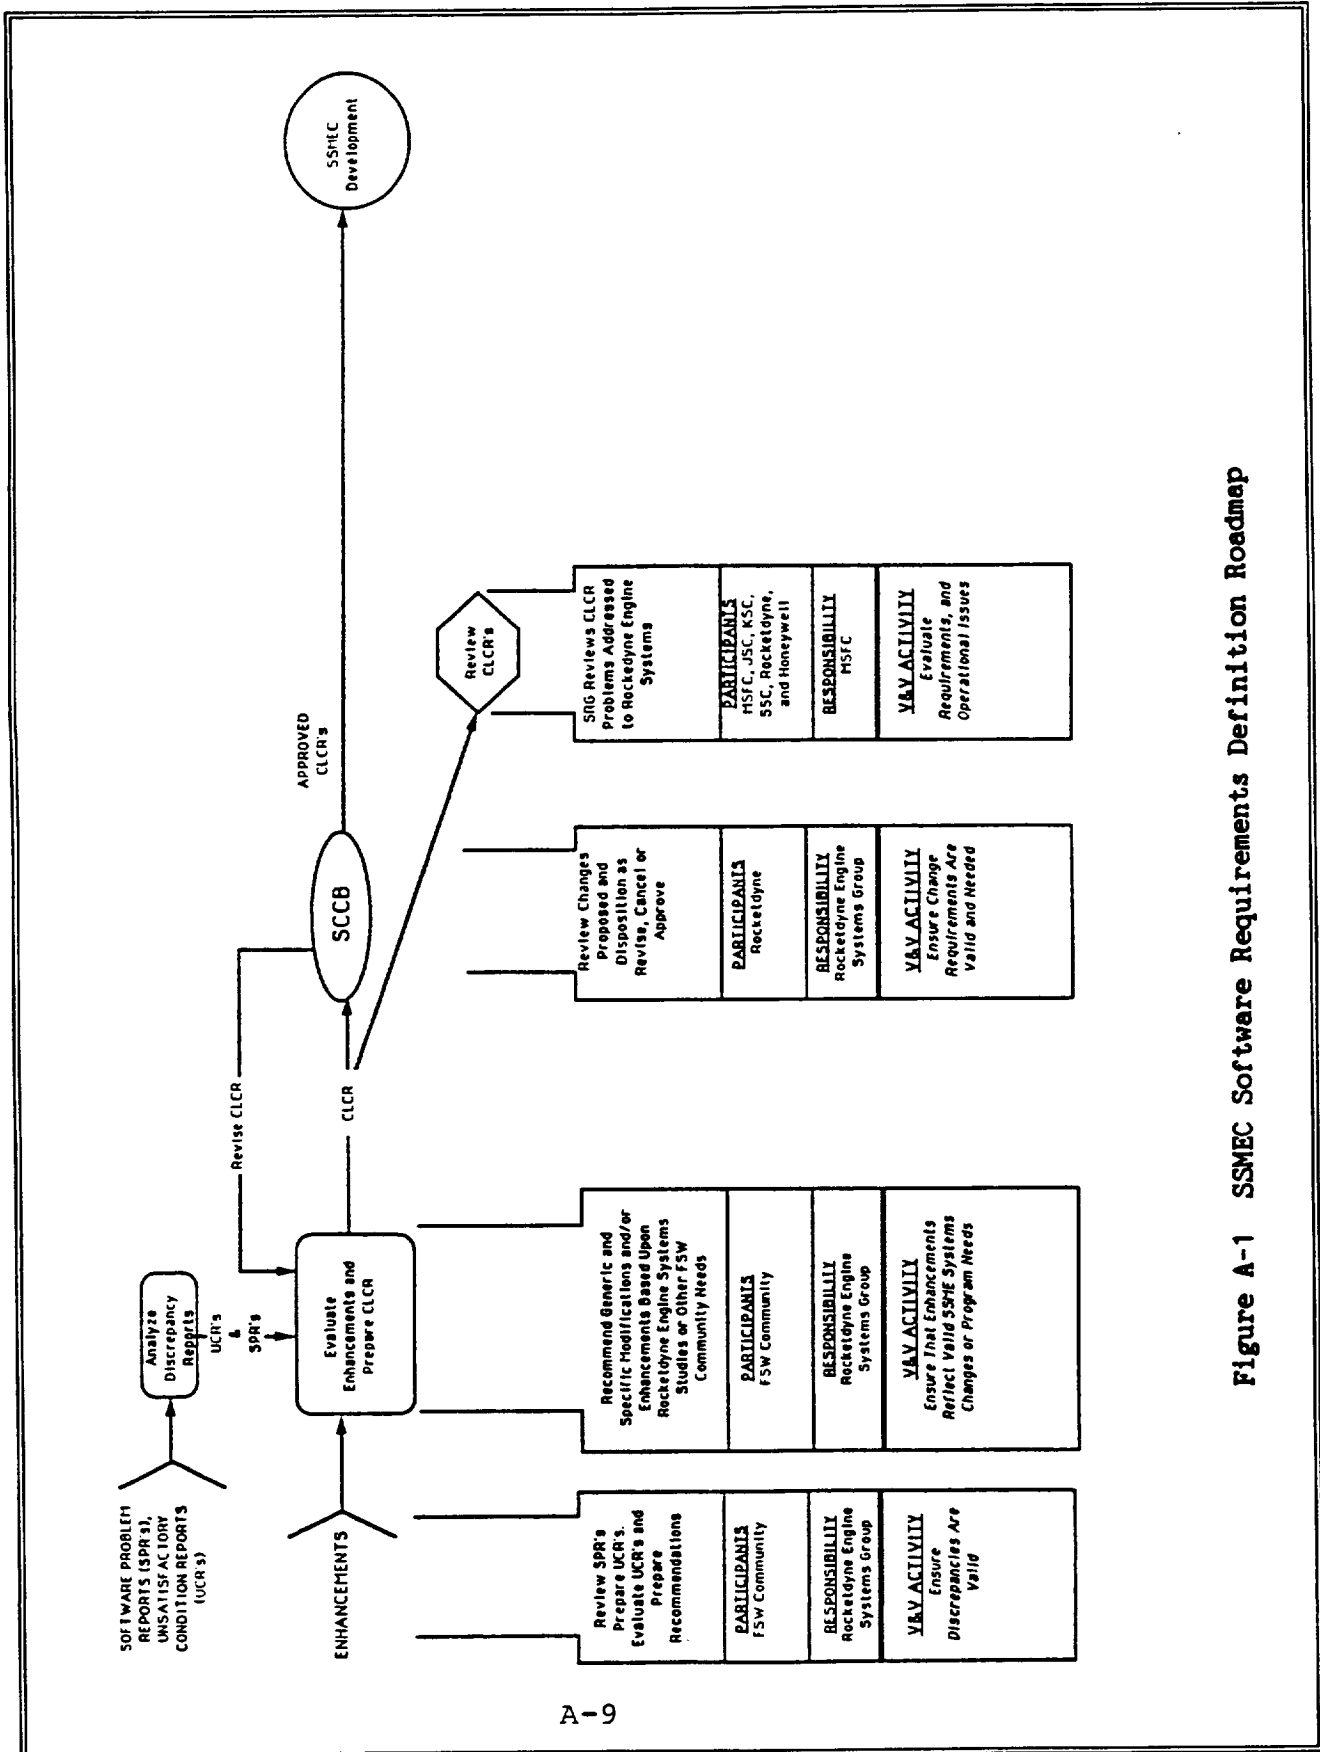 SOFTWARE PROBLEM
REPORTS (SPR's),
UNSATISFACTORY
CONDITION REPORTS
(UCR's)
Analyze
Discrepancy
Reports
UCR's
&
SPR's
Revise CLCR
ENHANCEMENTS
Evaluate
Enhancements and
Prepare CLCR
CLCR
SCCB
APPROVED
CLCR's
SSMEC
Development
Review
CLCR's
Review SPR's
Prepare UCR's.
Evaluate UCR's and
Prepare
Recommendations
PARTICIPANTS
FSW Community
RESPONSIBILITY
Rocketdyne Engine
Systems Group
V&V ACTIVITY
Ensure
Discrepancies Are
Valid
Recommend Generic and
Specific Modifications and/or
Enhancements Based Upon
Rocketdyne Engine Systems
Studies or Other FSW
Community Needs
PARTICIPANTS
FSW Community
RESPONSIBILITY
Rocketdyne Engine
Systems Group
V&V ACTIVITY
Ensure That Enhancements
Reflect Valid SSME Systems
Changes or Program Needs
Review Changes
Proposed and
Disposition as
Revise, Cancel or
Approve
PARTICIPANTS
Rocketdyne
RESPONSIBILITY
Rocketdyne Engine
Systems Group
V&V ACTIVITY
Ensure Change
Requirements Are
Valid and Needed
SRG Reviews CLCR
Problems Addressed
to Rockedyne Engine
Systems
PARTICIPANTS
MSFC, JSC, KSC,
SSC, Rocketdyne,
and Honeywell
RESPONSIBILITY
MSFC
V&V ACTIVITY
Evaluate
Requirements, and
Operational Issues
Figure A-1 SSMEC Software Requirements Definition Roadmap
A-9